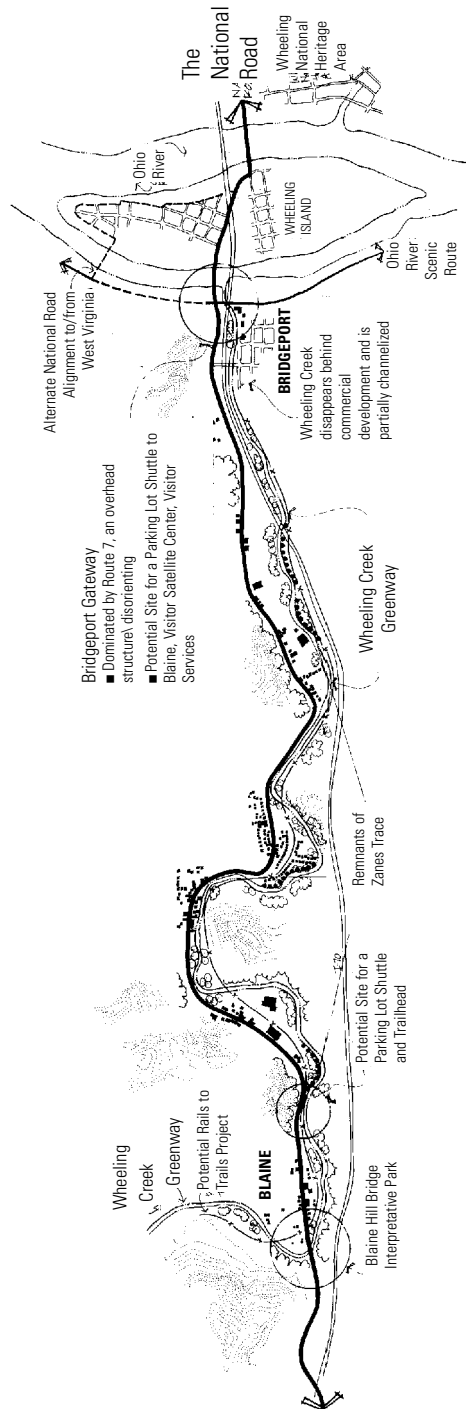 Wheeling
Creek
Greenway
Potential Rails to
Trails Project
BLAINE
Blaine Hill Bridge
Interpretative Park
Potential Site for a
Parking Lot Shuttle
and Trailhead
I-70
Remnants of
Zanes Trace
Wheeling Creek
Greenway
Bridgeport Gateway
■ Dominated by Route 7, an overhead
structure\ disorienting
■ Potential Site for a Parking Lot Shuttle to
Blaine, Visitor Satellite Center, Visitor
Services
Alternate National Road
Alignment to/from
West Virginia
BRIDGEPORT
Wheeling Creek
disappears behind
commercial
development and is
partially channelized
Ohio
River
WHEELING
ISLAND
Ohio
River
Scenic
Route
The
National
Road
Wheeling
National
Heritage
Area